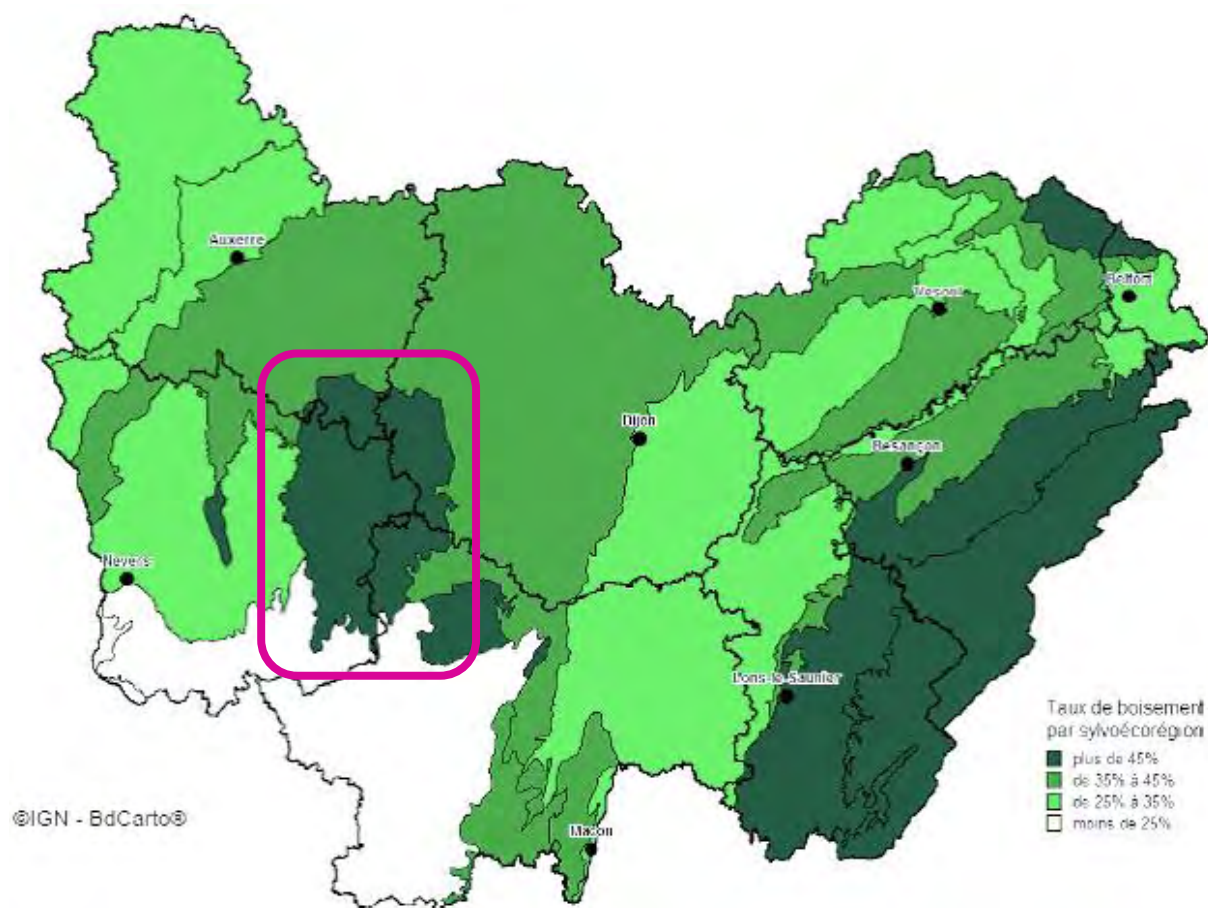 Auxerre
Belfort
Vesoul
Dijon
Besançon
Nevers
Lons-le-Saunier
Taux de boisement
par sylvoécorégion
plus de 45%
de 35% à 45%
de 25% à 35%
moins de 25%
©IGN - BdCarto®
Macon